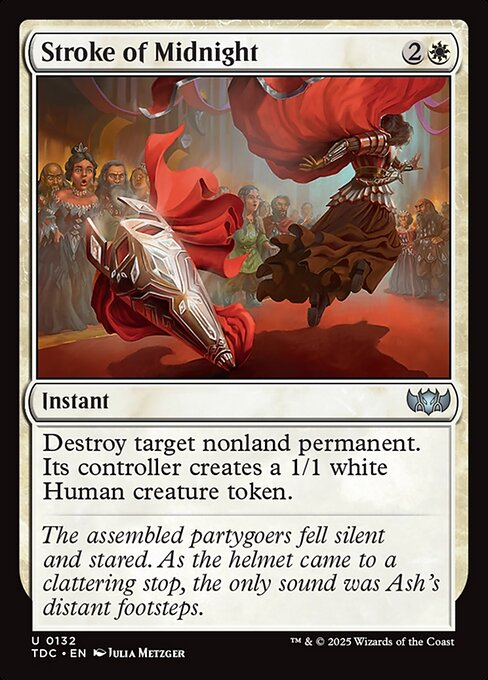 Stroke of Midnight 2
Instant
Destroy target nonland permanent.
Its controller creates a 1/1 white
Human creature token.
The assembled partygoers fell silent
and stared. As the helmet came to a
clattering stop, the only sound was Ash's
distant footsteps.
U 0132 ™ & © 2025 Wizards of the Coast
TDC • EN Julia Metzger